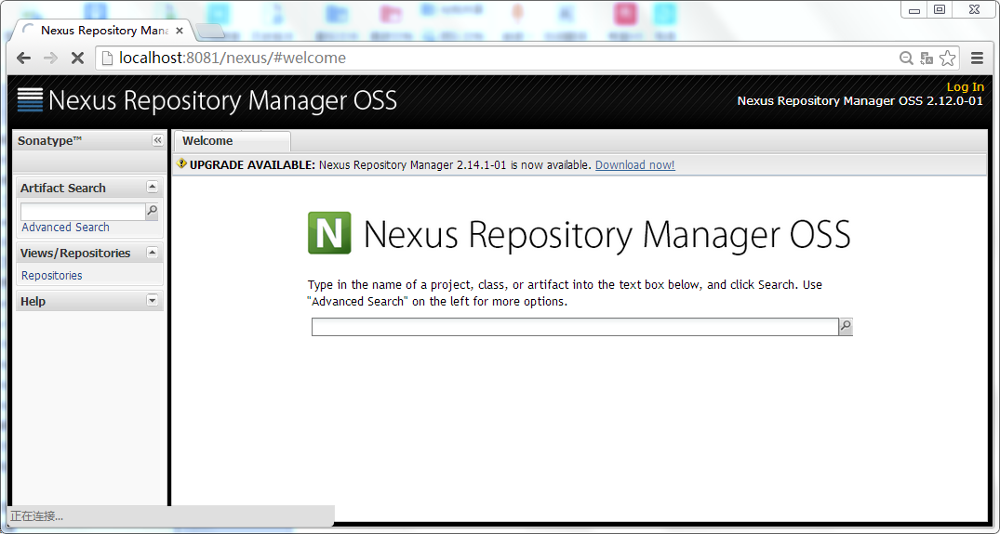 Nexus Repository Mana
localhost:8081/nexus/#welcome
Nexus Repository Manager OSS
Log In
Nexus Repository Manager OSS 2.12.0-01
Sonatype™
Welcome
UPGRADE AVAILABLE: Nexus Repository Manager 2.14.1-01 is now available. Download now!
Artifact Search
Advanced Search
Views/Repositories
Repositories
Help
N Nexus Repository Manager OSS
Type in the name of a project, class, or artifact into the text box below, and click Search. Use
"Advanced Search" on the left for more options.
正在连接...